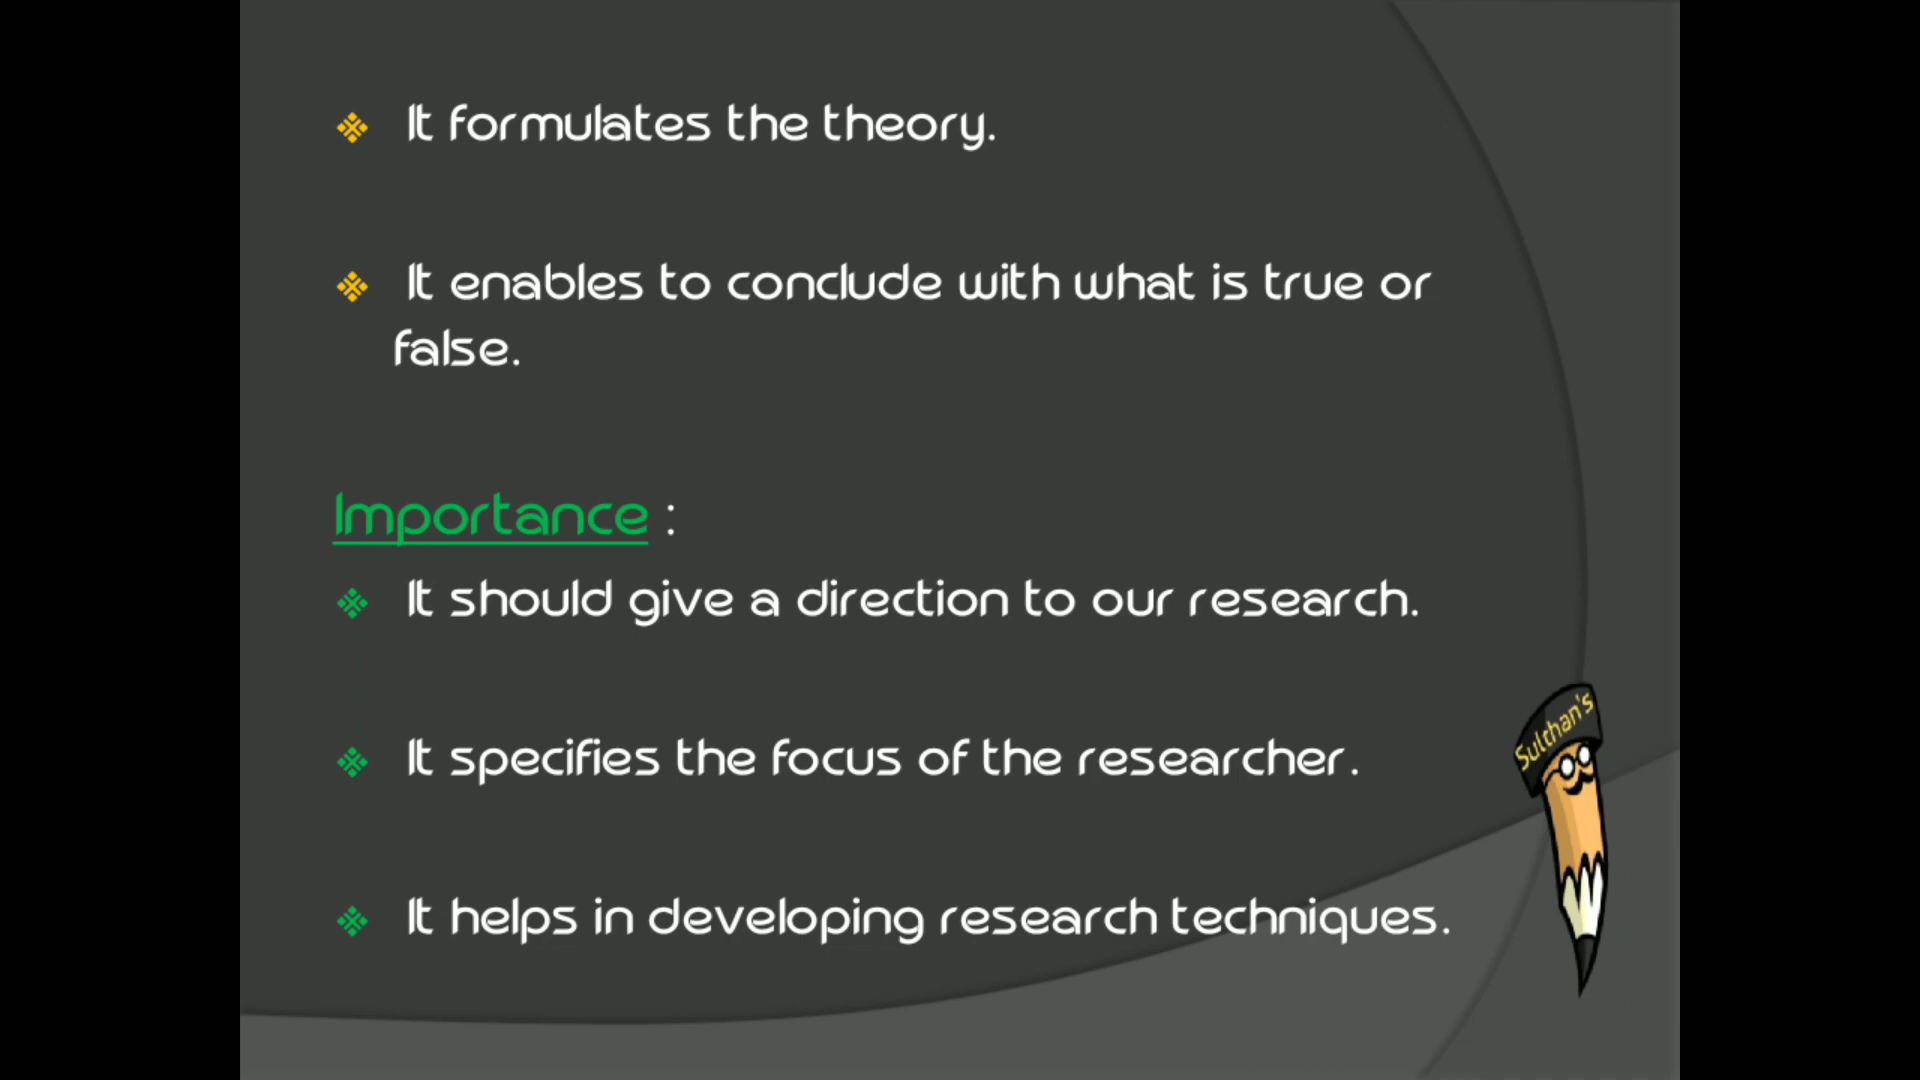 It formulates the theory.
It enables to conclude with what is true or
false.
Importance :
It should give a direction to our research.
It specifies the focus of the researcher.
Sulthan's
It helps in developing research techniques.